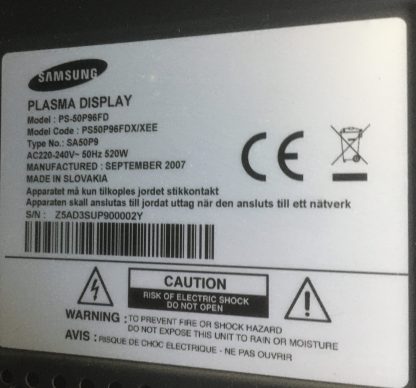 SAMSUNG
PLASMA DISPLAY
Model : PS-50P96FD
Model Code : PS50P96FDX/XEE
Type No. : SA50P9
AC220-240V~ 50Hz 520W
MANUFACTURED : SEPTEMBER 2007
MADE IN SLOVAKIA
Apparatet må kun tilkoples jordet stikkontakt
Apparaten skall anslutas till jordat uttag när den ansluts till ett nätverk
S/N : Z5AD3SUP900002Y
CE
CAUTION
RISK OF ELECTRIC SHOCK
DO NOT OPEN
WARNING : TO PREVENT FIRE OR SHOCK HAZARD
DO NOT EXPOSE THIS UNIT TO RAIN OR MOISTURE
AVIS : RISQUE DE CHOC ÉLECTRIQUE - NE PAS OUVRIR